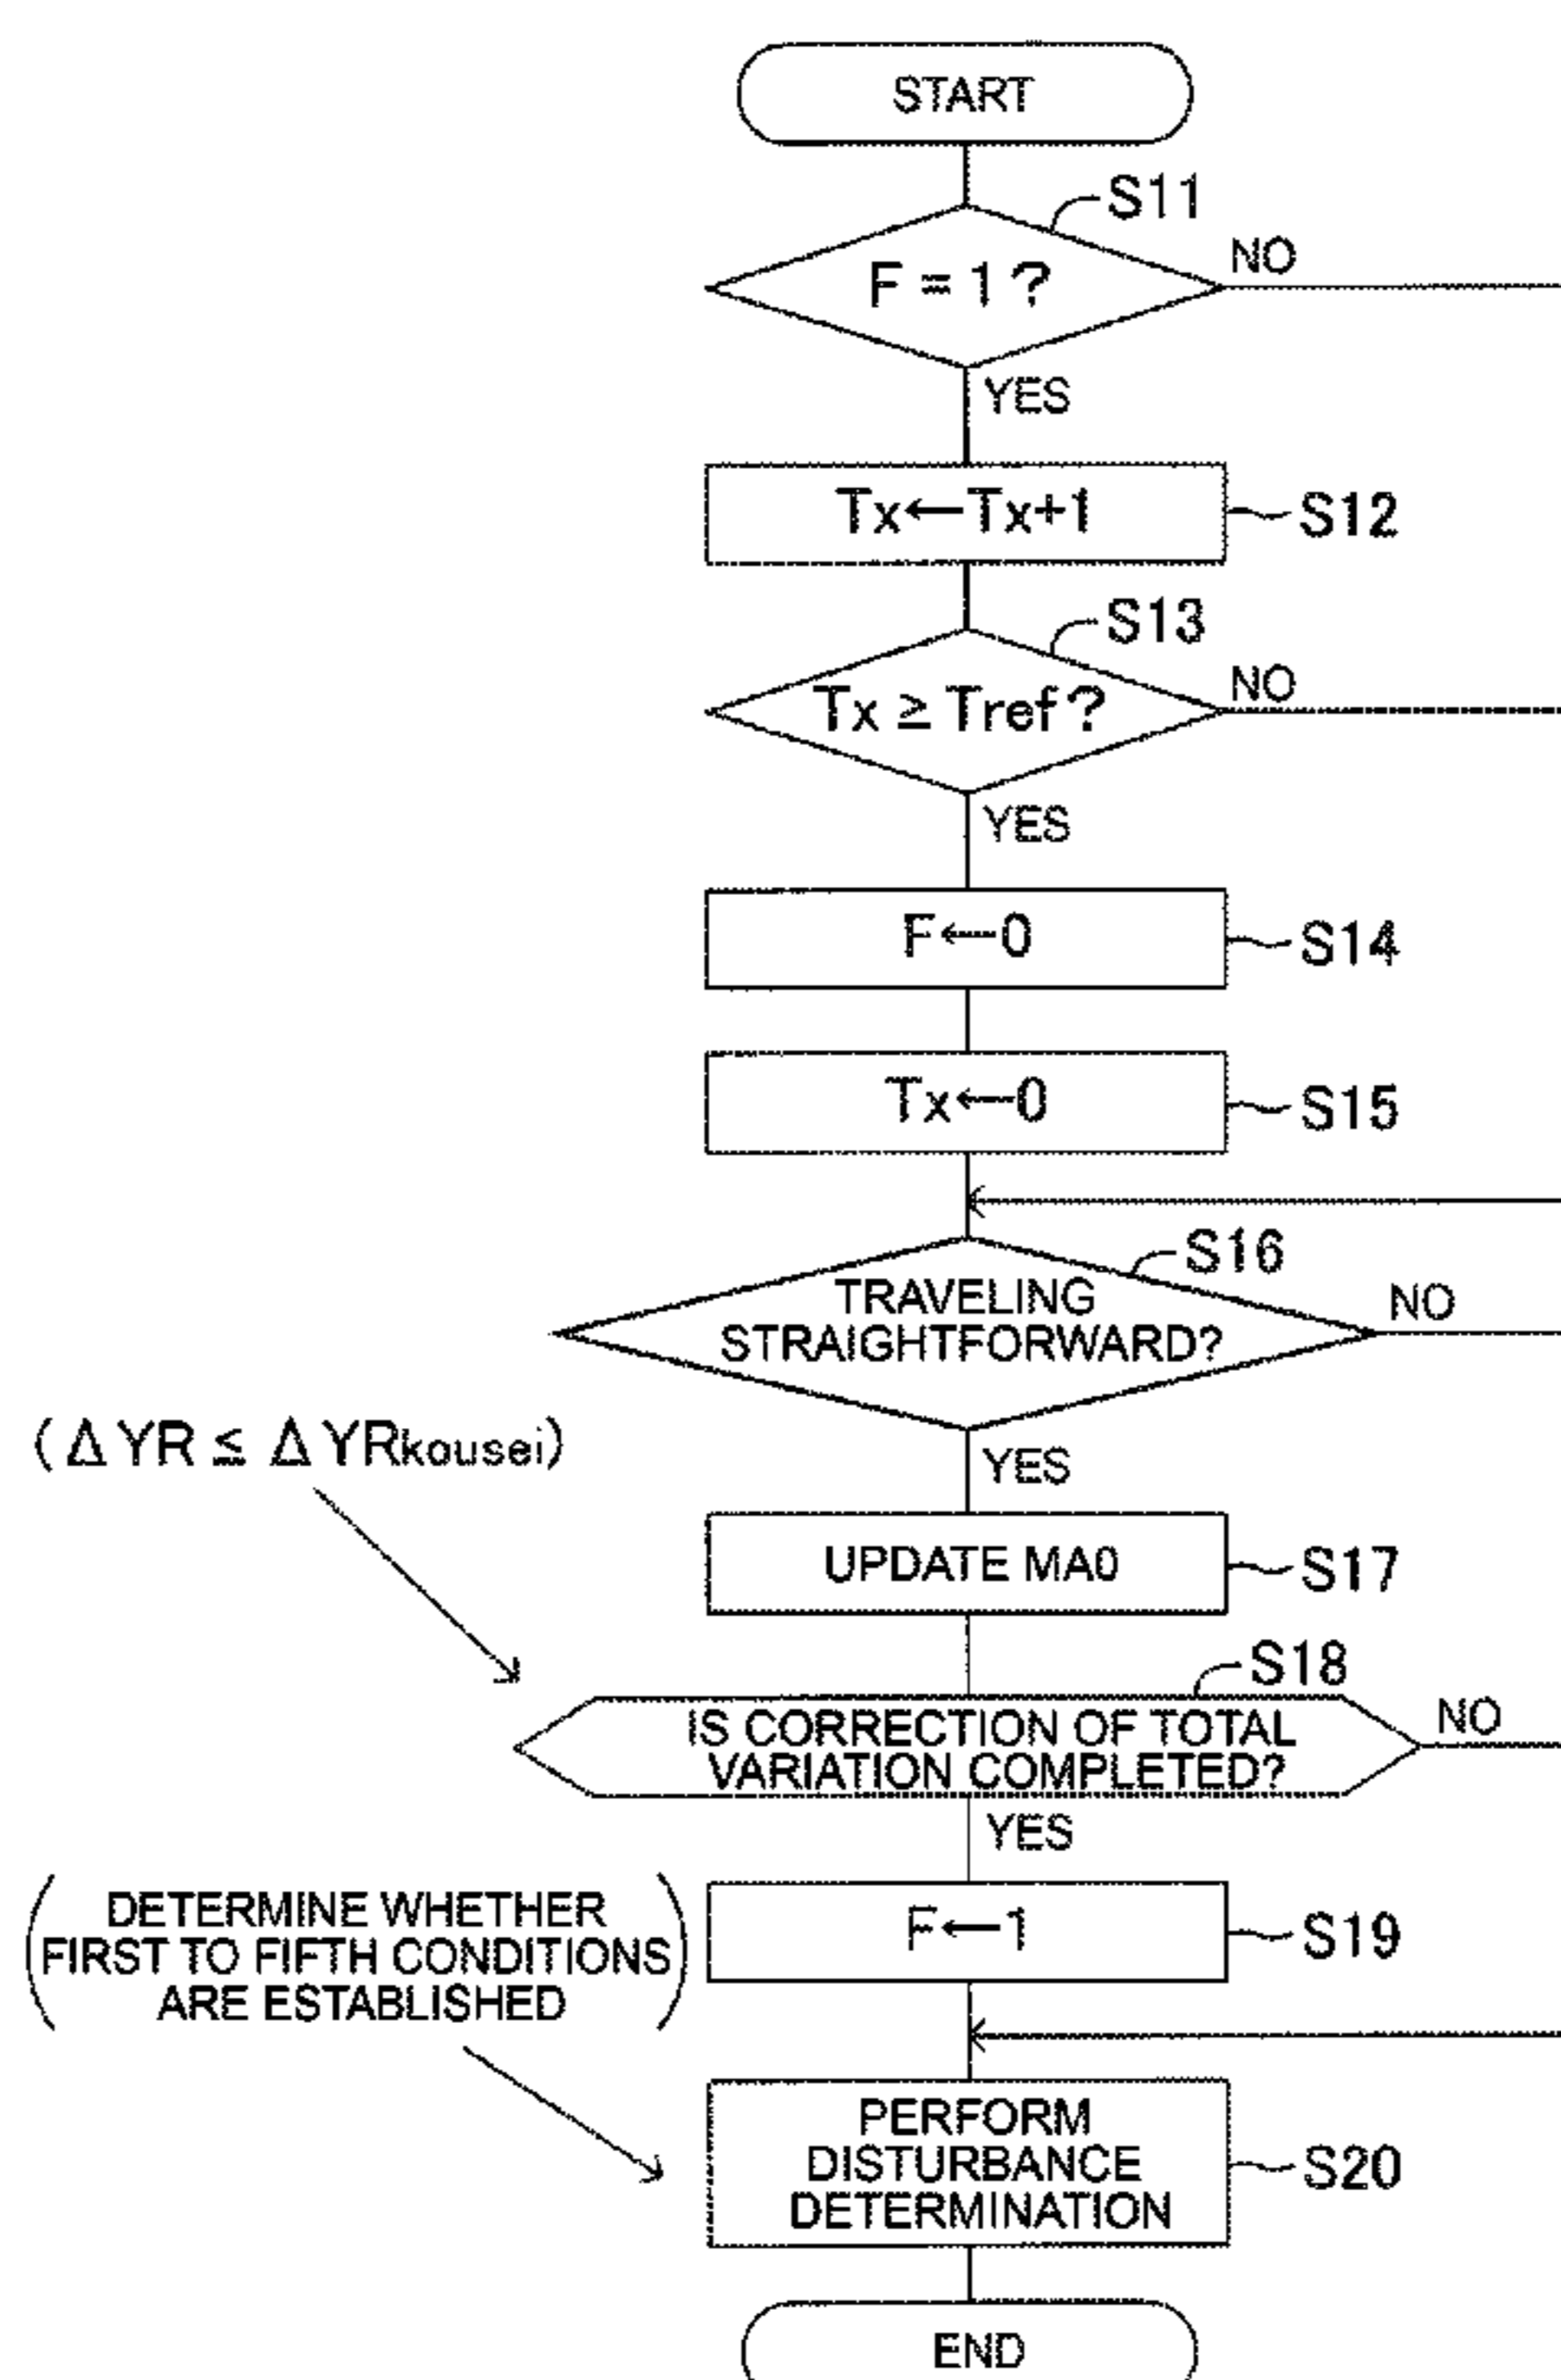 START
S11
F = 1 ?
NO
YES
Tx←Tx+1
S12
S13
Tx ≥ Tref ?
NO
YES
F←0
S14
Tx←0
S15
S16
TRAVELING
STRAIGHTFORWARD?
NO
(Δ YR ≤ Δ YRkousei)
YES
UPDATE MA0
S17
S18
IS CORRECTION OF TOTAL
VARIATION COMPLETED?
NO
YES
(DETERMINE WHETHER
FIRST TO FIFTH CONDITIONS
ARE ESTABLISHED)
F←1
S19
PERFORM
DISTURBANCE
DETERMINATION
S20
END